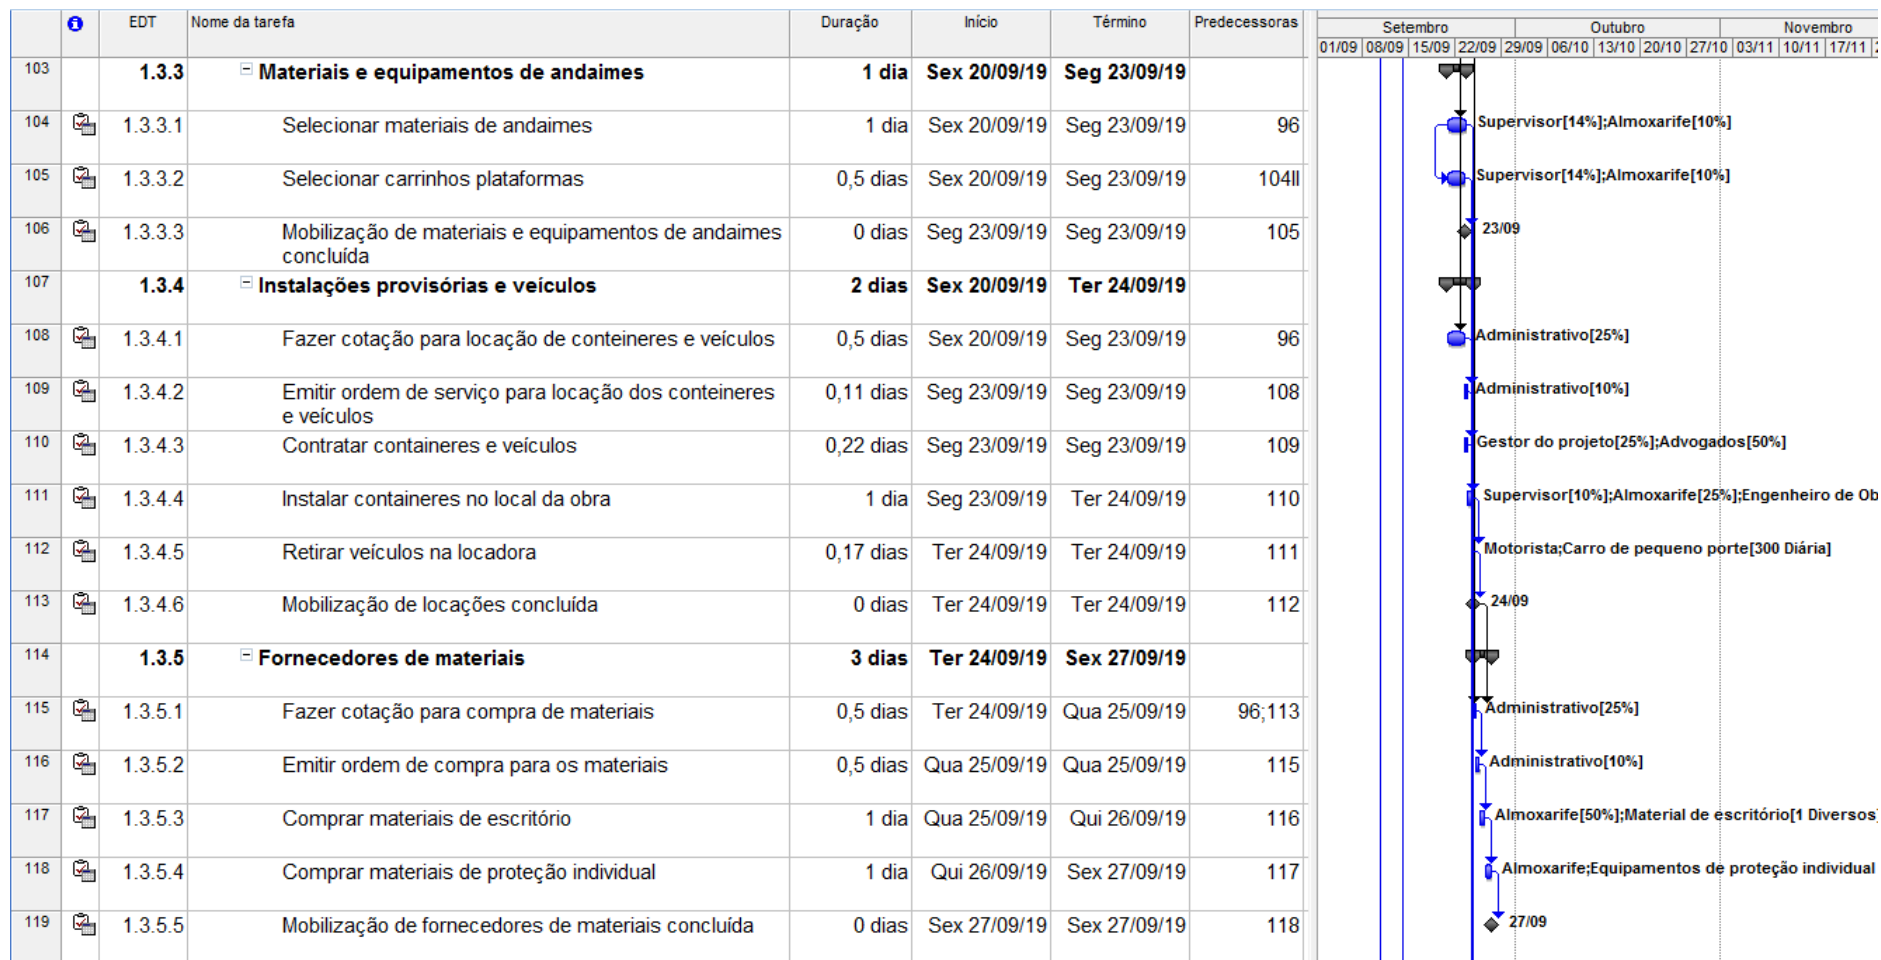 EDT Nome da tarefa Duração Início Término Predecessoras
Setembro Outubro Novembro
01/09 08/09 15/09 22/09 29/09 06/10 13/10 20/10 27/10 03/11 10/11 17/11
103 1.3.3 Materiais e equipamentos de andaimes 1 dia Sex 20/09/19 Seg 23/09/19
104 1.3.3.1 Selecionar materiais de andaimes 1 dia Sex 20/09/19 Seg 23/09/19 96 Supervisor[14%];Almoxarife[10%]
105 1.3.3.2 Selecionar carrinhos plataformas 0,5 dias Sex 20/09/19 Seg 23/09/19 104II Supervisor[14%];Almoxarife[10%]
106 1.3.3.3 Mobilização de materiais e equipamentos de andaimes 0 dias Seg 23/09/19 Seg 23/09/19 105 23/09
concluída
107 1.3.4 Instalações provisórias e veículos 2 dias Sex 20/09/19 Ter 24/09/19
108 1.3.4.1 Fazer cotação para locação de conteineres e veículos 0,5 dias Sex 20/09/19 Seg 23/09/19 96 Administrativo[25%]
109 1.3.4.2 Emitir ordem de serviço para locação dos conteineres 0,11 dias Seg 23/09/19 Seg 23/09/19 108 Administrativo[10%]
e veículos
110 1.3.4.3 Contratar containeres e veículos 0,22 dias Seg 23/09/19 Seg 23/09/19 109 Gestor do projeto[25%];Advogados[50%]
111 1.3.4.4 Instalar containeres no local da obra 1 dia Seg 23/09/19 Ter 24/09/19 110 Supervisor[10%];Almoxarife[25%];Engenheiro de Ob
112 1.3.4.5 Retirar veículos na locadora 0,17 dias Ter 24/09/19 Ter 24/09/19 111 Motorista;Carro de pequeno porte[300 Diária]
113 1.3.4.6 Mobilização de locações concluída 0 dias Ter 24/09/19 Ter 24/09/19 112 24/09
114 1.3.5 Fornecedores de materiais 3 dias Ter 24/09/19 Sex 27/09/19
115 1.3.5.1 Fazer cotação para compra de materiais 0,5 dias Ter 24/09/19 Qua 25/09/19 96;113 Administrativo[25%]
116 1.3.5.2 Emitir ordem de compra para os materiais 0,5 dias Qua 25/09/19 Qua 25/09/19 115 Administrativo[10%]
117 1.3.5.3 Comprar materiais de escritório 1 dia Qua 25/09/19 Qui 26/09/19 116 Almoxarife[50%];Material de escritório[1 Diversos]
118 1.3.5.4 Comprar materiais de proteção individual 1 dia Qui 26/09/19 Sex 27/09/19 117 Almoxarife;Equipamentos de proteção individual
119 1.3.5.5 Mobilização de fornecedores de materiais concluída 0 dias Sex 27/09/19 Sex 27/09/19 118 27/09